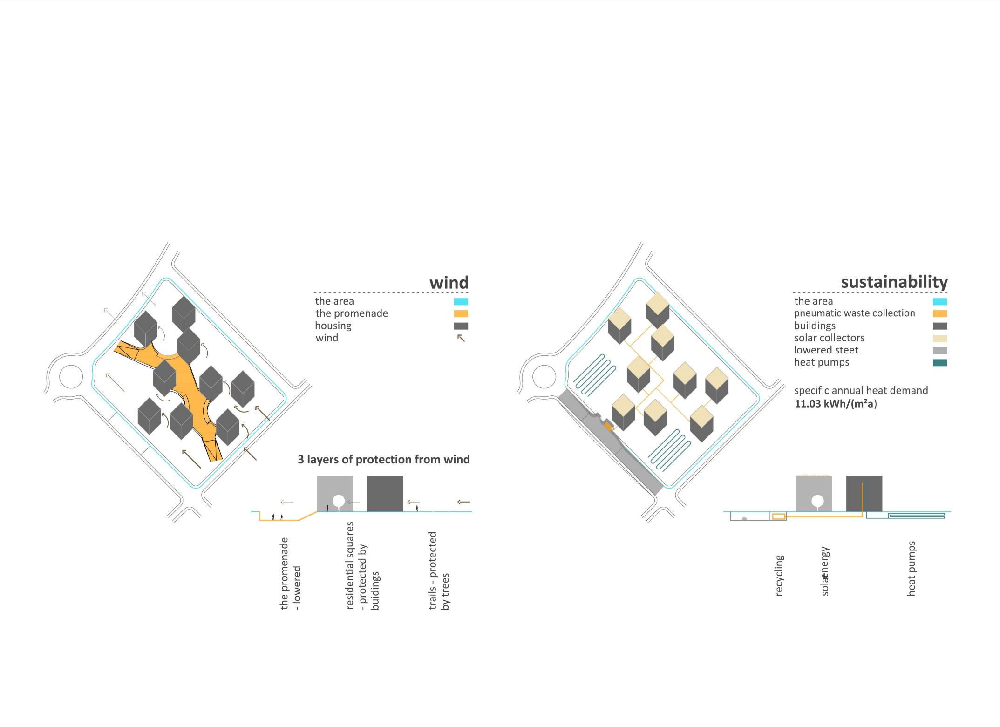 wind
the area
the promenade
housing
wind
3 layers of protection from wind
the promenade
- lowered
residential squares
- protected by
buidings
trails - protected
by trees
sustainability
the area
pneumatic waste collection
buildings
solar collectors
lowered steet
heat pumps
specific annual heat demand
11.03 kWh/(m²a)
recycling
solar energy
heat pumps